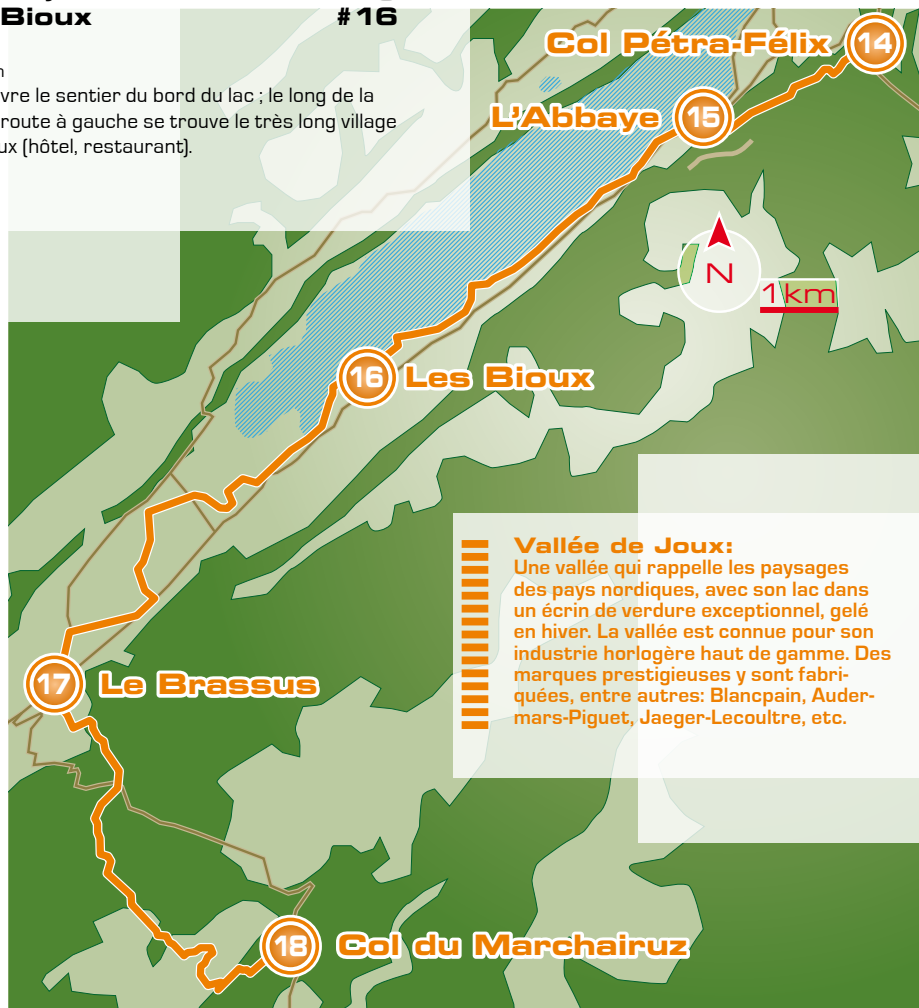 Bioux #16
vre le sentier du bord du lac ; le long de la
route à gauche se trouve le très long village
ux (hôtel, restaurant).
Col Pétra-Félix 14
L'Abbaye 15
N
1km
16 Les Bioux
Vallée de Joux:
Une vallée qui rappelle les paysages
des pays nordiques, avec son lac dans
un écrin de verdure exceptionnel, gelé
en hiver. La vallée est connue pour son
industrie horlogère haut de gamme. Des
marques prestigieuses y sont fabri-
quées, entre autres: Blancpain, Auder-
mars-Piguet, Jaeger-Lecoultre, etc.
17 Le Brassus
18 Col du Marchairuz